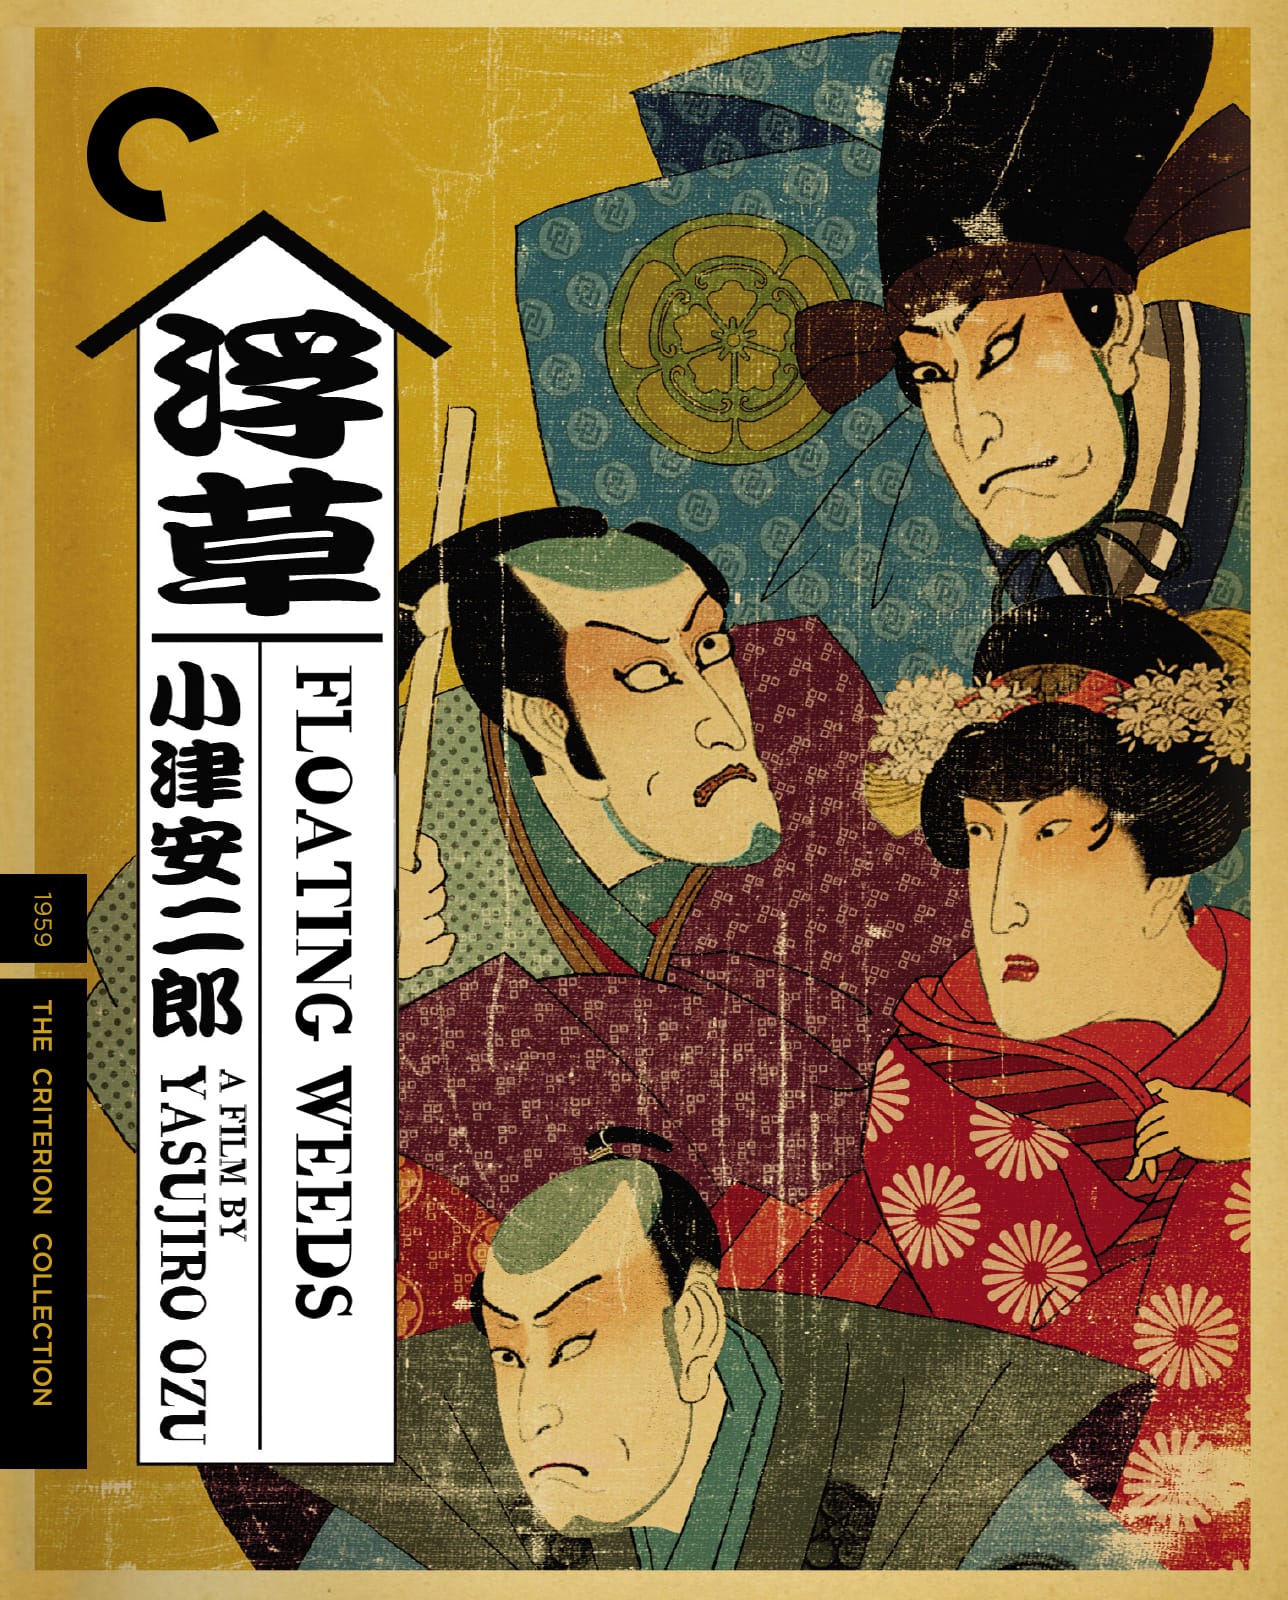 浮草
FLOATING WEEDS
小津安二郎
A FILM BY
YASUJIRO OZU
1959
THE CRITERION COLLECTION